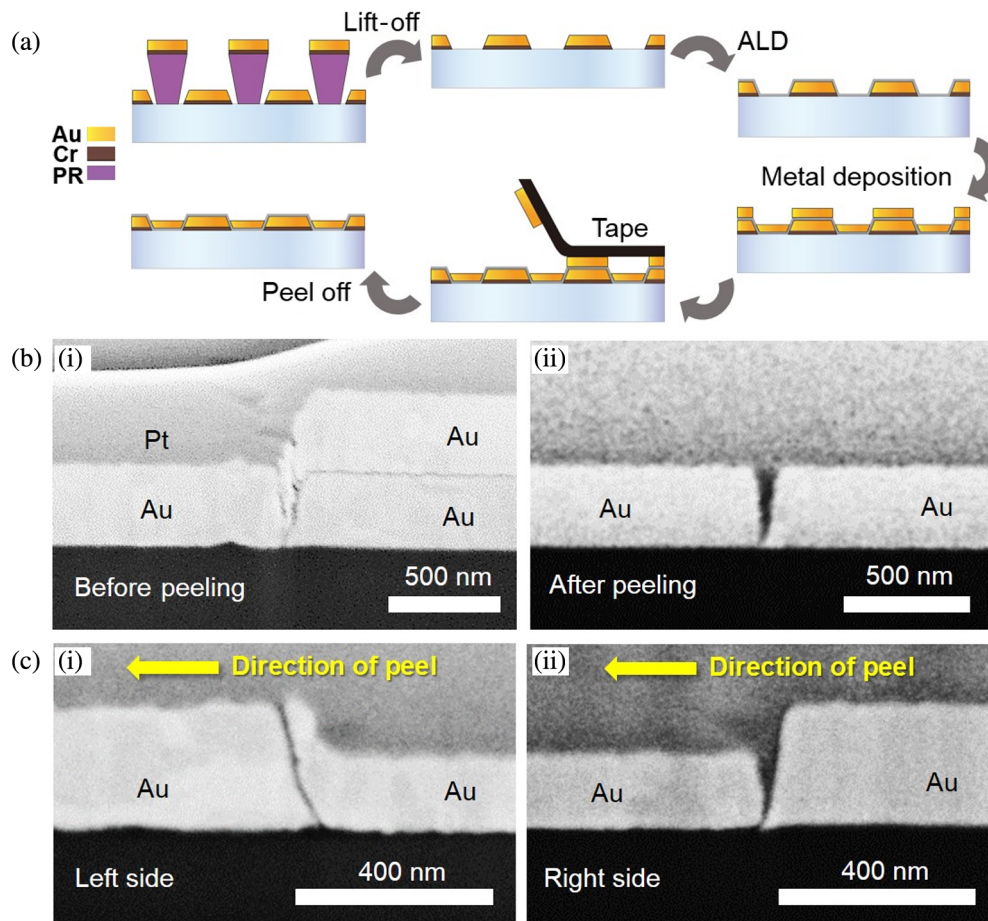 (a)
Lift-off
ALD
Au
Cr
PR
Metal deposition
Tape
Peel off
(b) (i)
Pt
Au
Au
Au
Before peeling
500 nm
(ii)
Au
Au
After peeling
500 nm
(c) (i)
Direction of peel
Au
Au
Left side
400 nm
(ii)
Direction of peel
Au
Au
Right side
400 nm